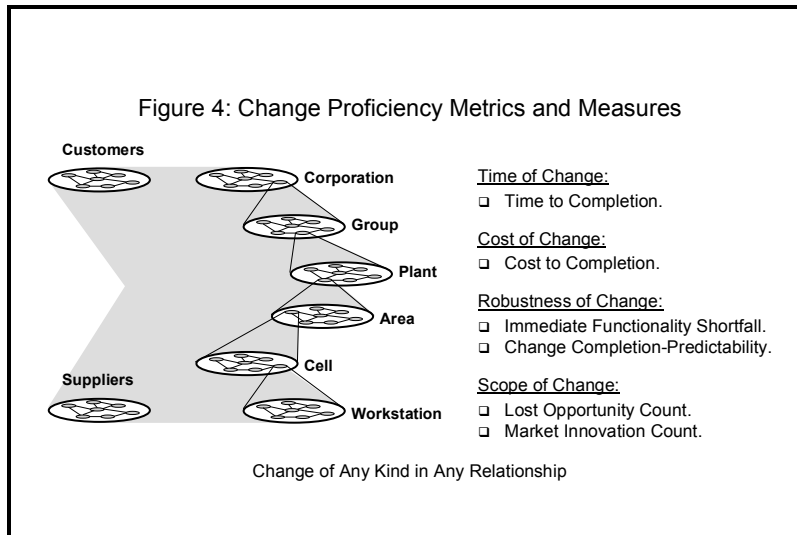 Figure 4: Change Proficiency Metrics and Measures
Customers
Corporation
Group
Plant
Area
Cell
Suppliers
Workstation
Time of Change:
❑ Time to Completion.
Cost of Change:
❑ Cost to Completion.
Robustness of Change:
❑ Immediate Functionality Shortfall.
❑ Change Completion-Predictability.
Scope of Change:
❑ Lost Opportunity Count.
❑ Market Innovation Count.
Change of Any Kind in Any Relationship